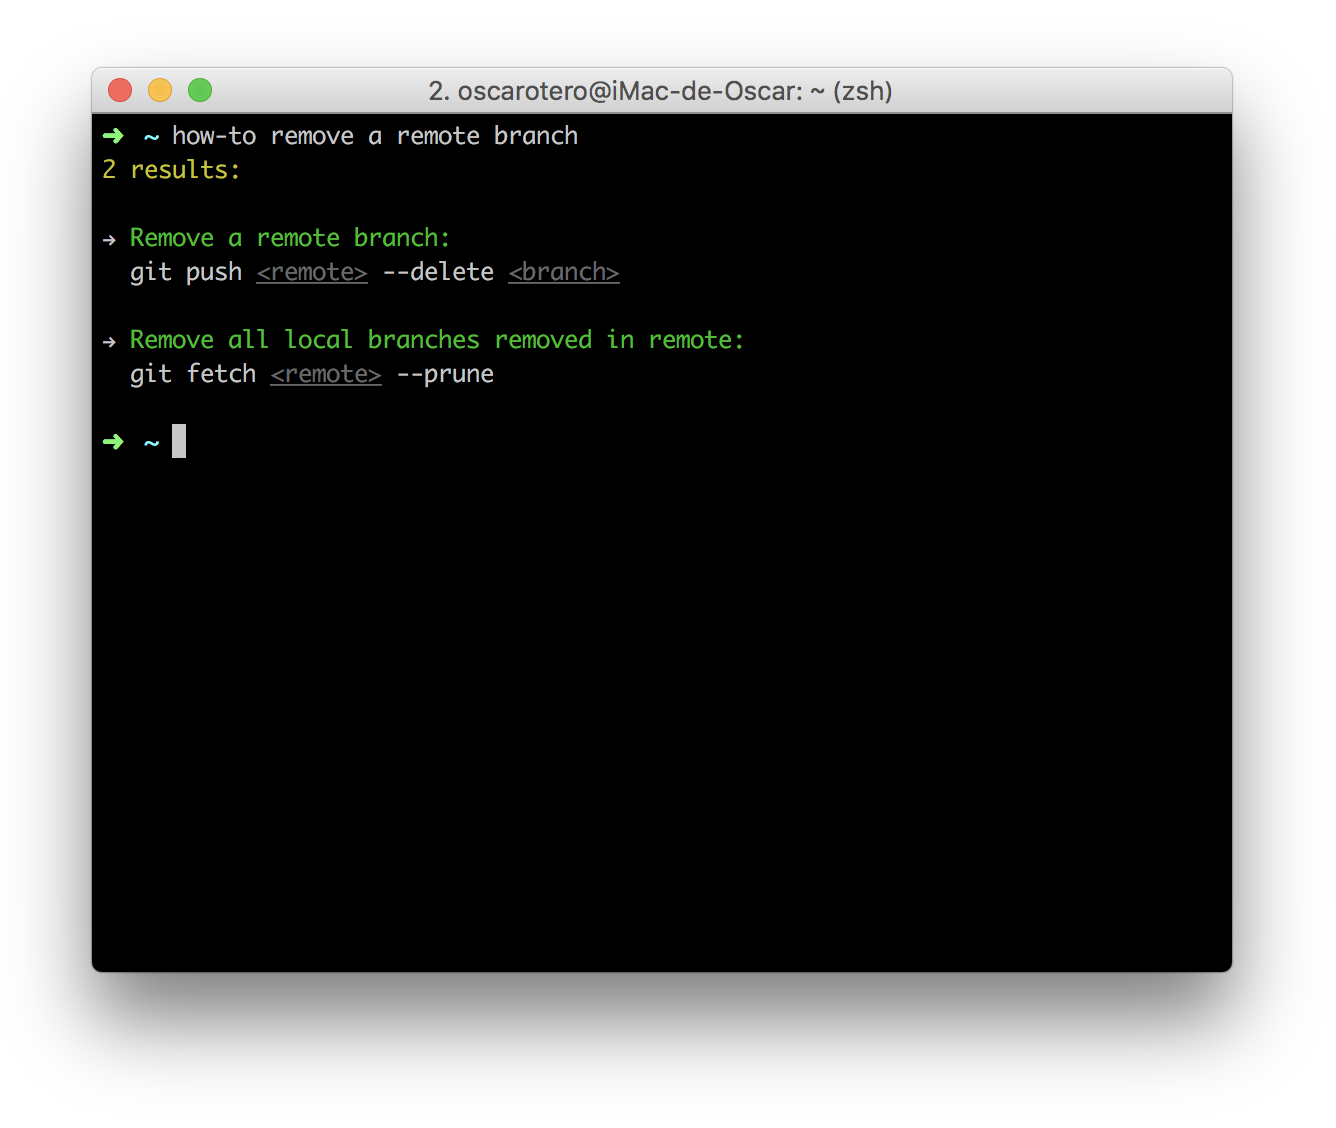 2. oscarotero@iMac-de-Oscar: ~ (zsh)
➜ ~ how-to remove a remote branch
2 results:
→ Remove a remote branch:
git push <remote> --delete <branch>
→ Remove all local branches removed in remote:
git fetch <remote> --prune
➜ ~